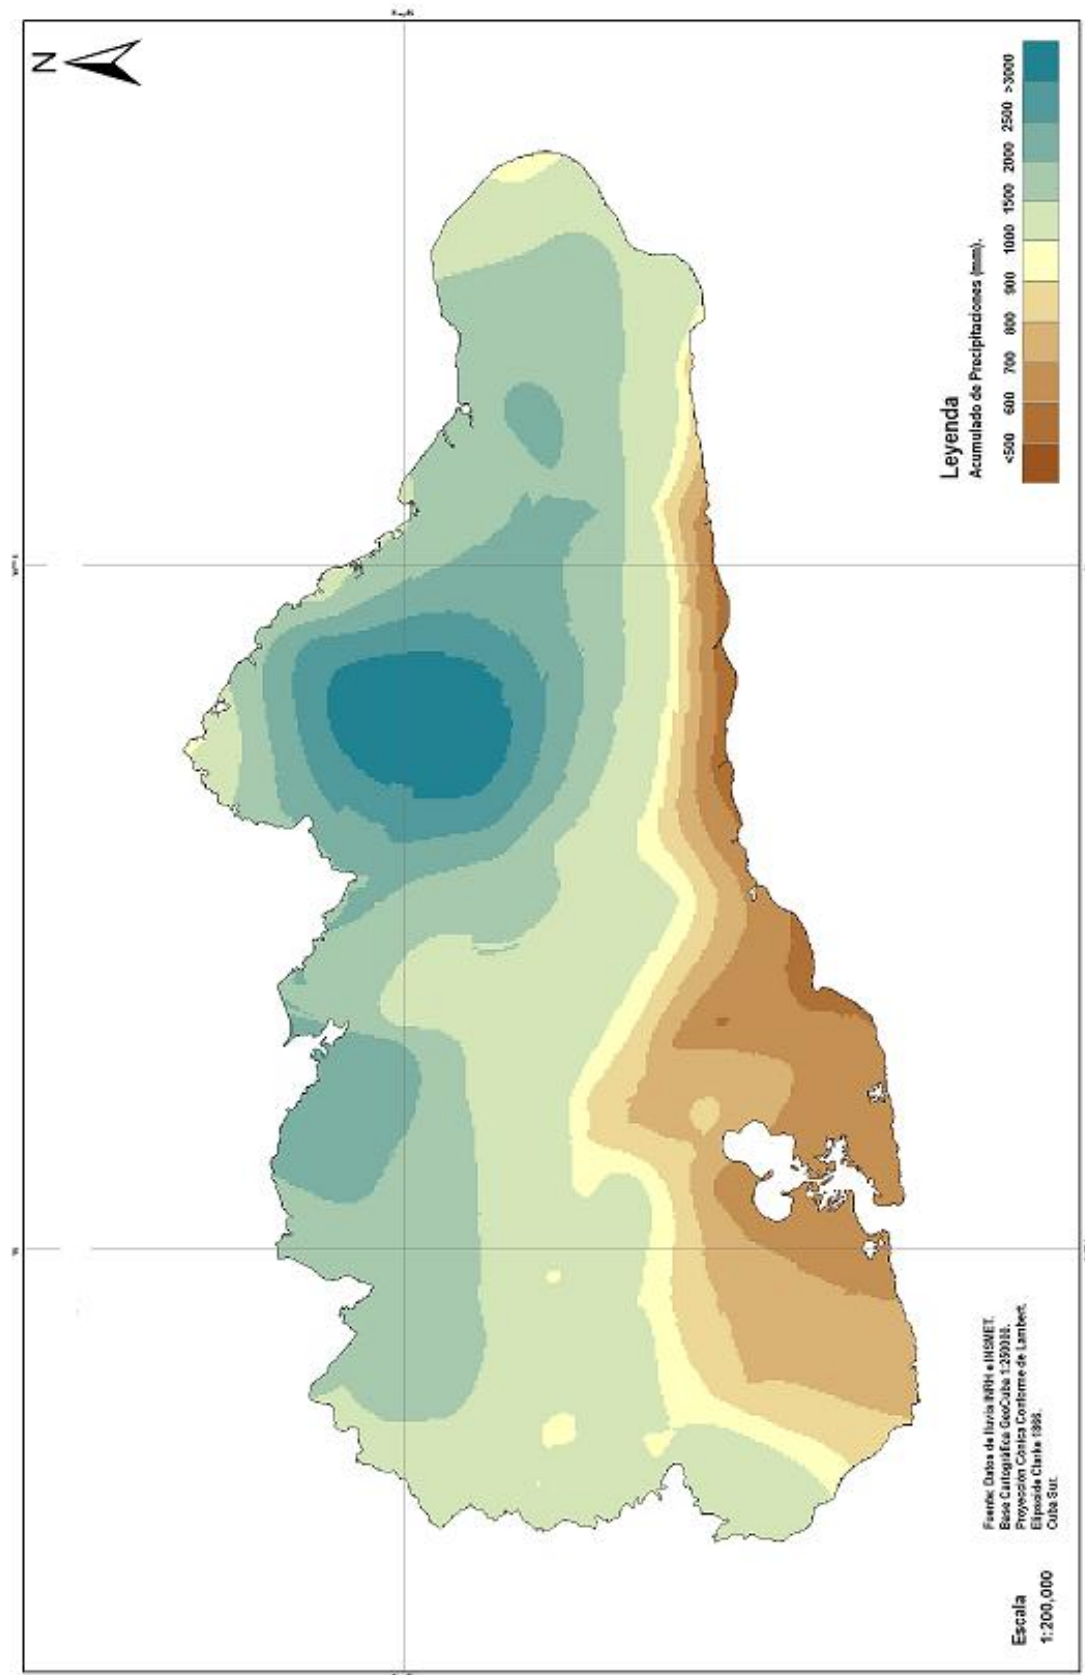 N
Leyenda
Acumulado de Precipitaciones (mm).
<500 600 700 800 900 1000 1500 2000 2500 >3000
Fuente: Datos de lluvia INRH e INSMET.
Base Cartográfica GeoCuba 1:250000.
Proyección Cónica Conforme de Lambert.
Elipsoide Clarke 1866.
Cuba Sur.
Escala
1:200,000